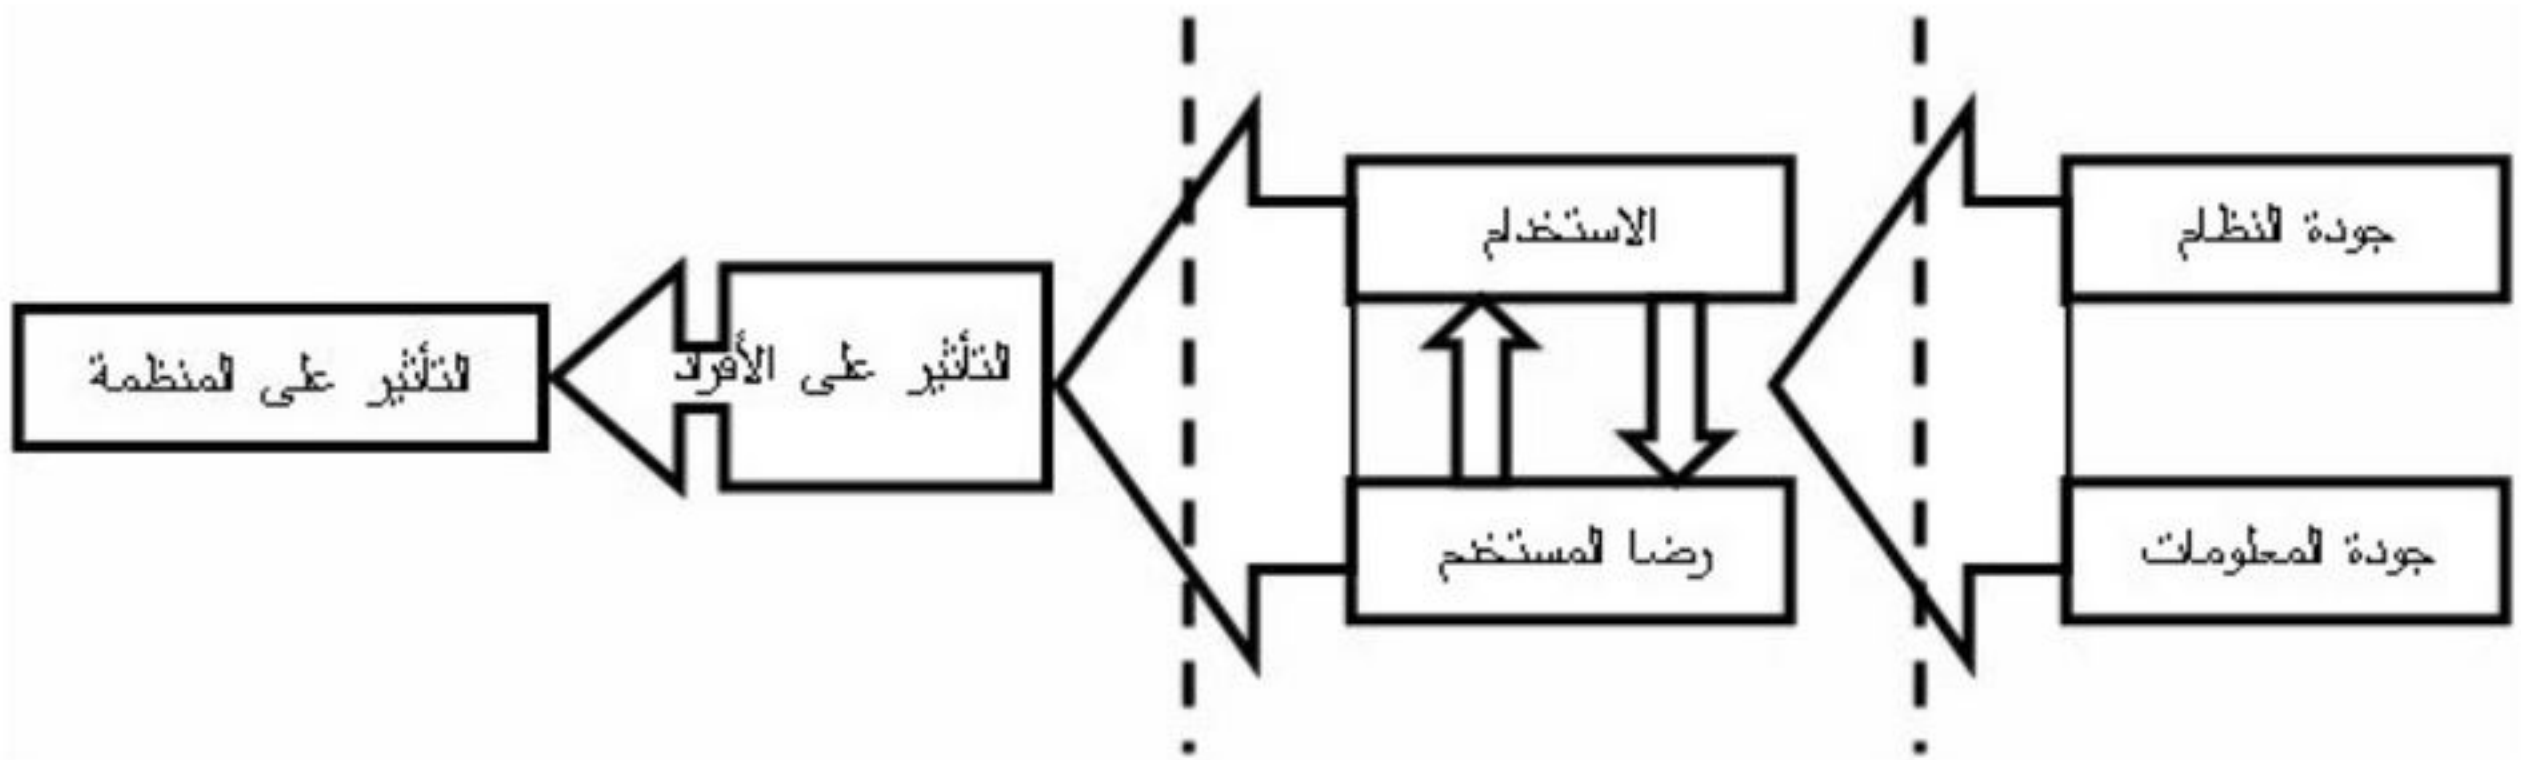 جودة النظام
جودة المعلومات
الاستخدام
رضا المستخدم
التأثير على الأفراد
التأثير على المنظمة